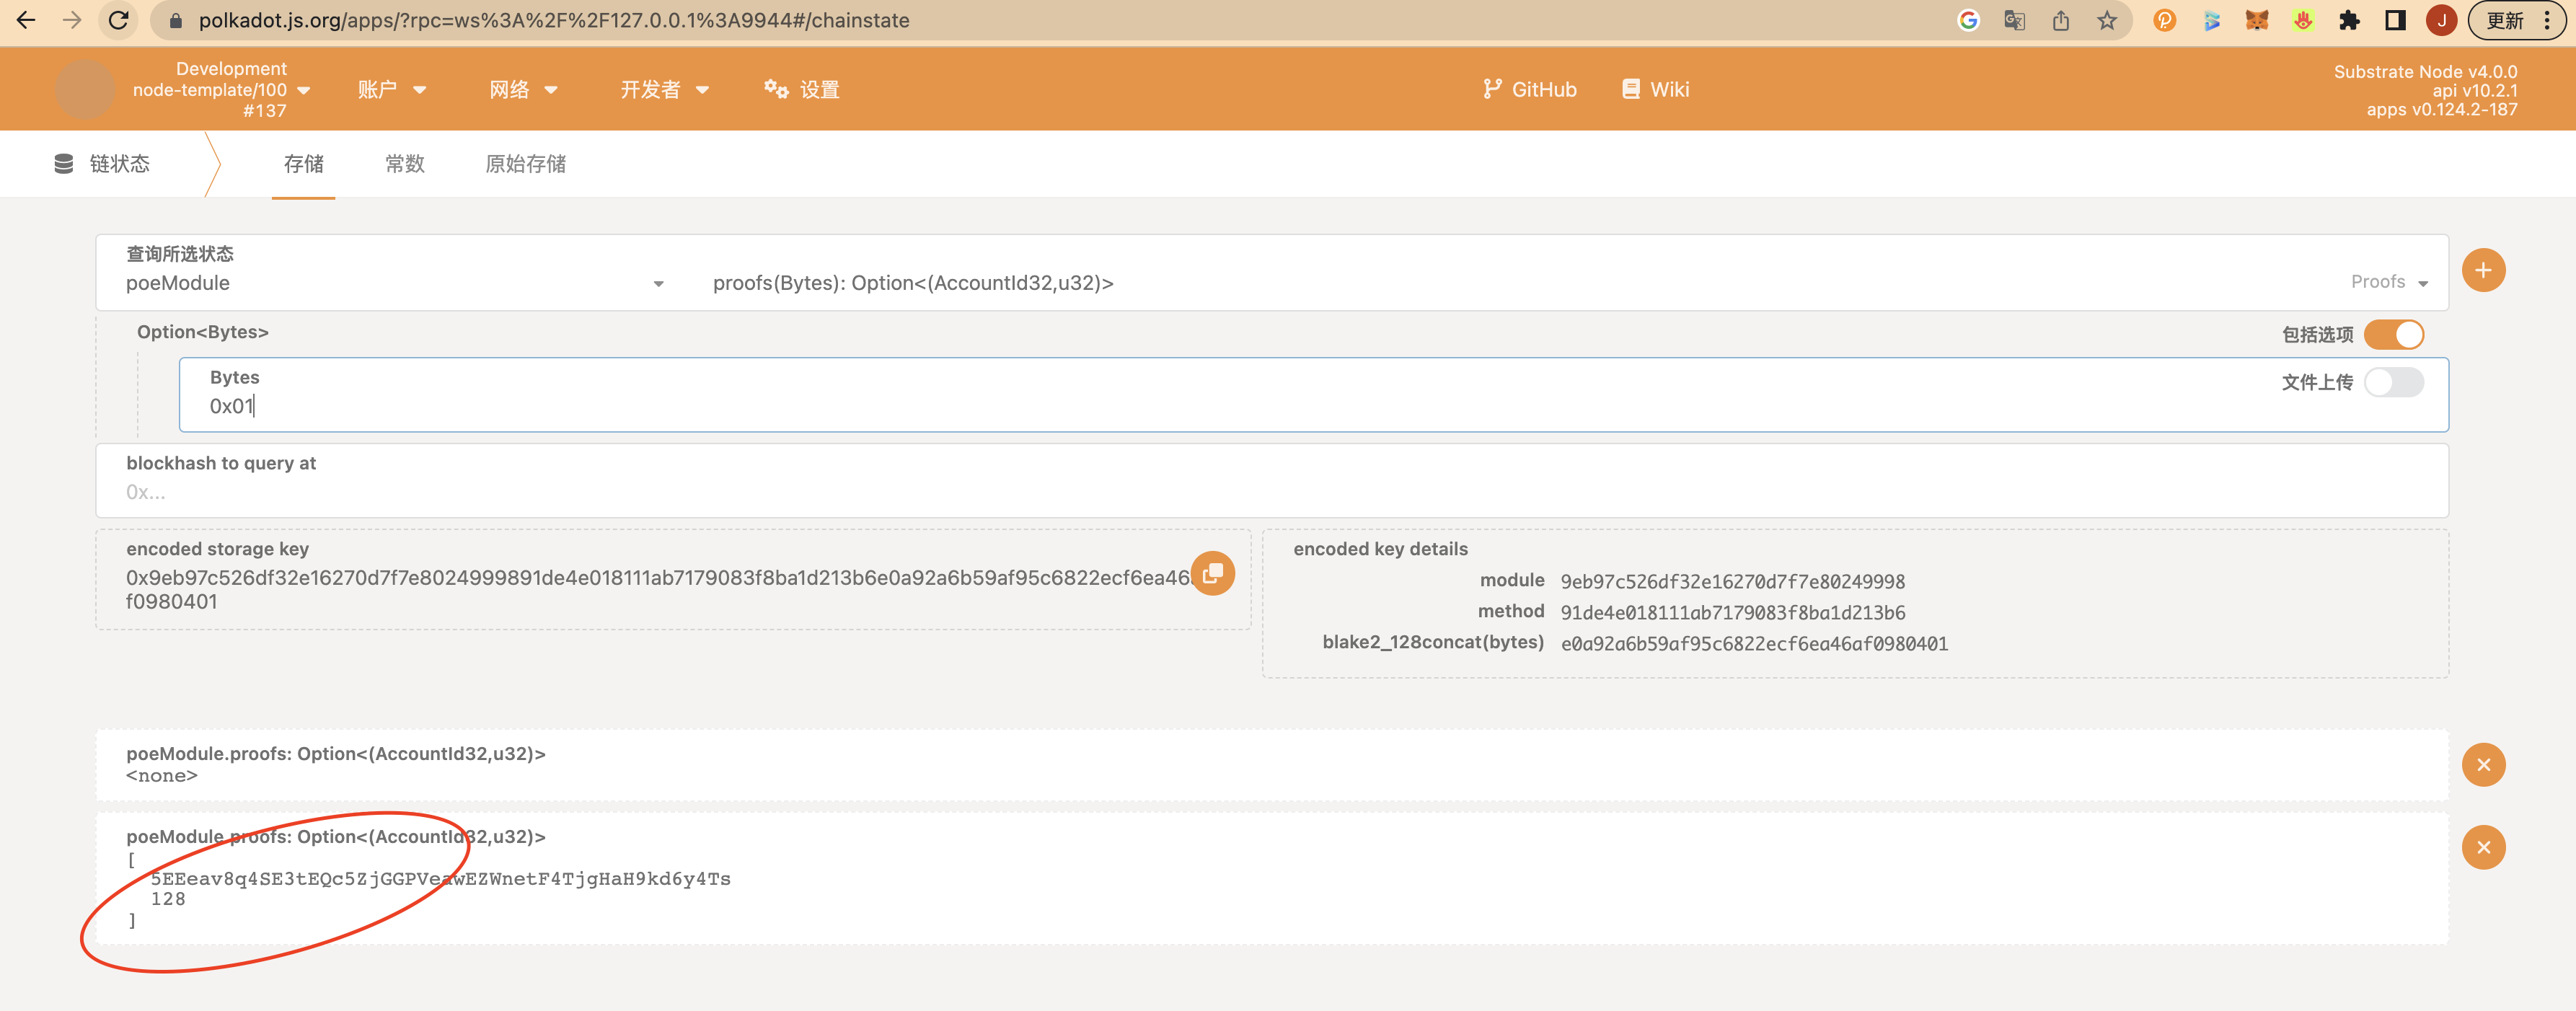 polkadot.js.org/apps/?rpc=ws%3A%2F%2F127.0.0.1%3A9944#/chainstate
J
更新
Development
node-template/100
#137
账户
网络
开发者
设置
GitHub
Wiki
Substrate Node v4.0.0
api v10.2.1
apps v0.124.2-187
链状态
存储
常数
原始存储
查询所选状态
poeModule
proofs(Bytes): Option<(AccountId32,u32)>
Proofs
Option<Bytes>
包括选项
Bytes
0x01
文件上传
blockhash to query at
0x...
encoded storage key
0x9eb97c526df32e16270d7f7e8024999891de4e018111ab7179083f8ba1d213b6e0a92a6b59af95c6822ecf6ea46
f0980401
encoded key details
module 9eb97c526df32e16270d7f7e80249998
method 91de4e018111ab7179083f8ba1d213b6
blake2_128concat(bytes) e0a92a6b59af95c6822ecf6ea46af0980401
poeModule.proofs: Option<(AccountId32,u32)>
<none>
poeModule.proofs: Option<(AccountId32,u32)>
[
5EEeav8q4SE3tEQc5ZjGGPVeawEZWnetF4TjgHaH9kd6y4Ts
128
]